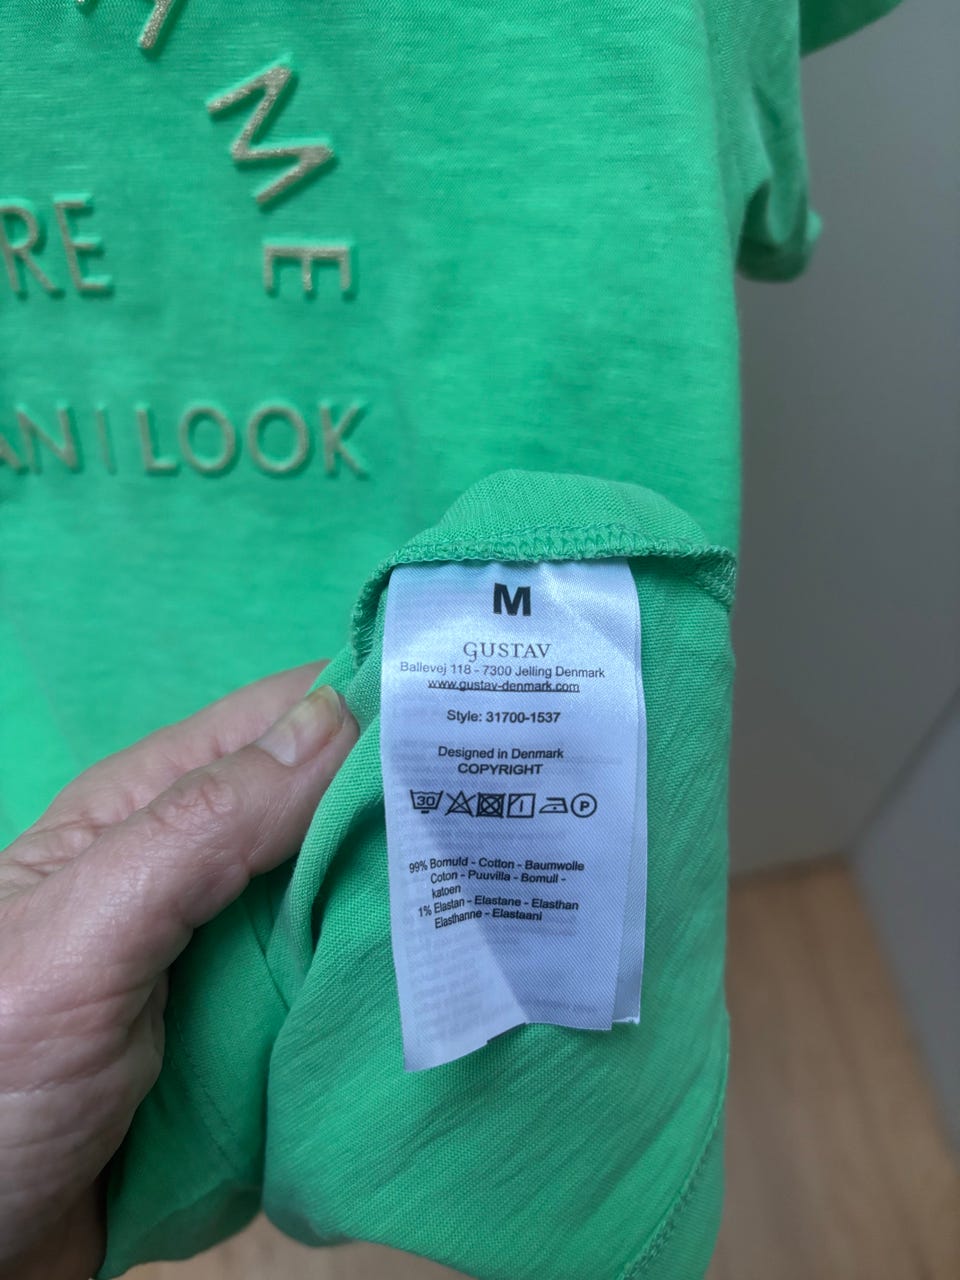 AME
RE
AN I LOOK
M
GUSTAV
Ballevej 118 - 7300 Jelling Denmark
www.gustav-denmark.com
Style: 31700-1537
Designed in Denmark
COPYRIGHT
30
P
99% Bomuld - Cotton - Baumwolle
Coton - Puuvilla - Bomull -
katoen
1% Elastan - Elastane - Elasthan
Elasthanne - Elastaani